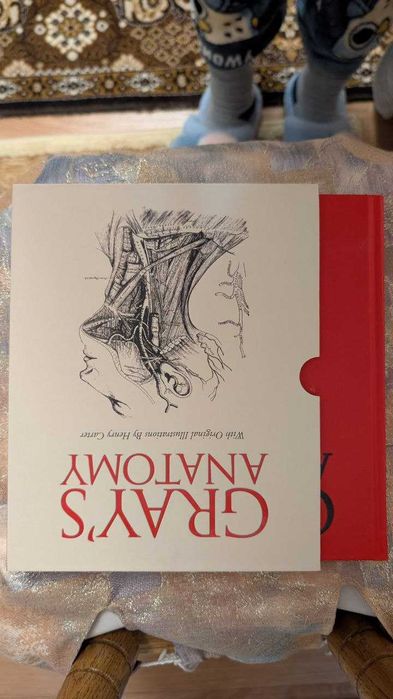 GRAY'S
ANATOMY
With Original Illustrations By Henry Carter